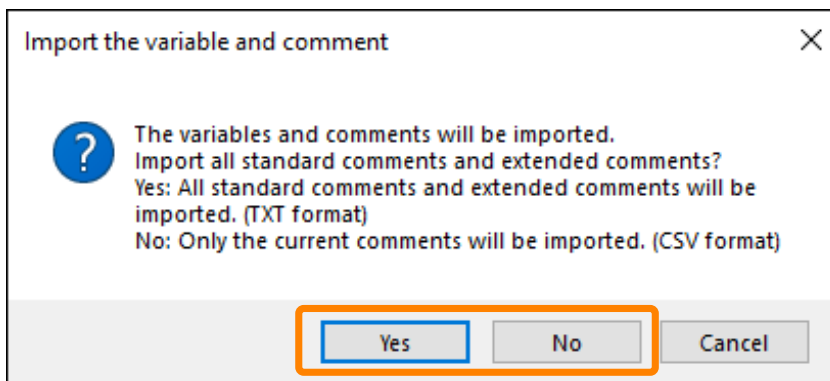 Import the variable and comment
The variables and comments will be imported.
Import all standard comments and extended comments?
Yes: All standard comments and extended comments will be
imported. (TXT format)
No: Only the current comments will be imported. (CSV format)
Yes No Cancel